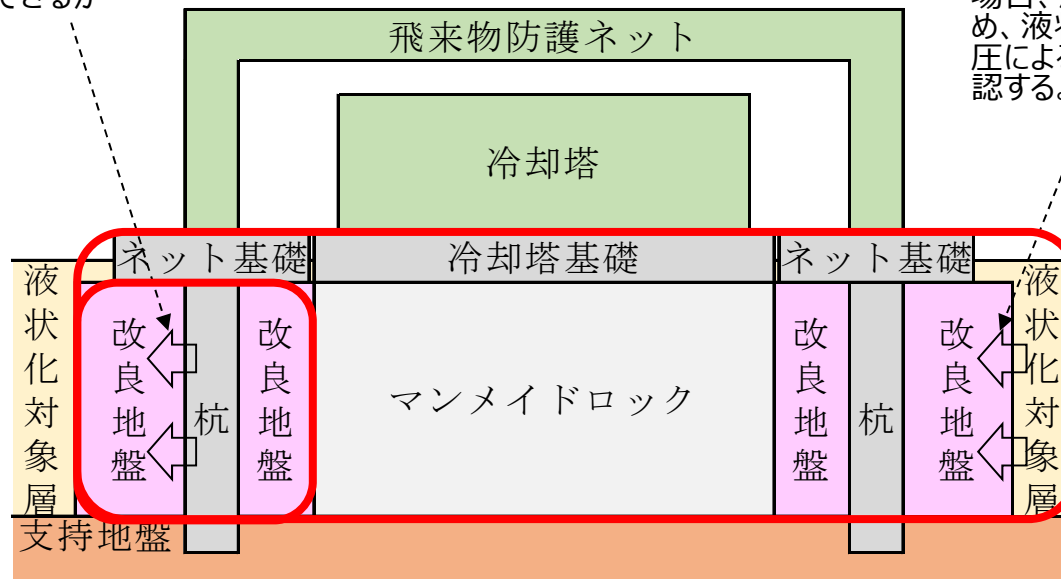 できるか
場合、
め、液状
圧による
認する。
飛来物防護ネット
冷却塔
ネット基礎
冷却塔基礎
ネット基礎
液状化対象層
改良地盤
杭
改良地盤
マンメイドロック
改良地盤
杭
改良地盤
液状化対象層
支持地盤